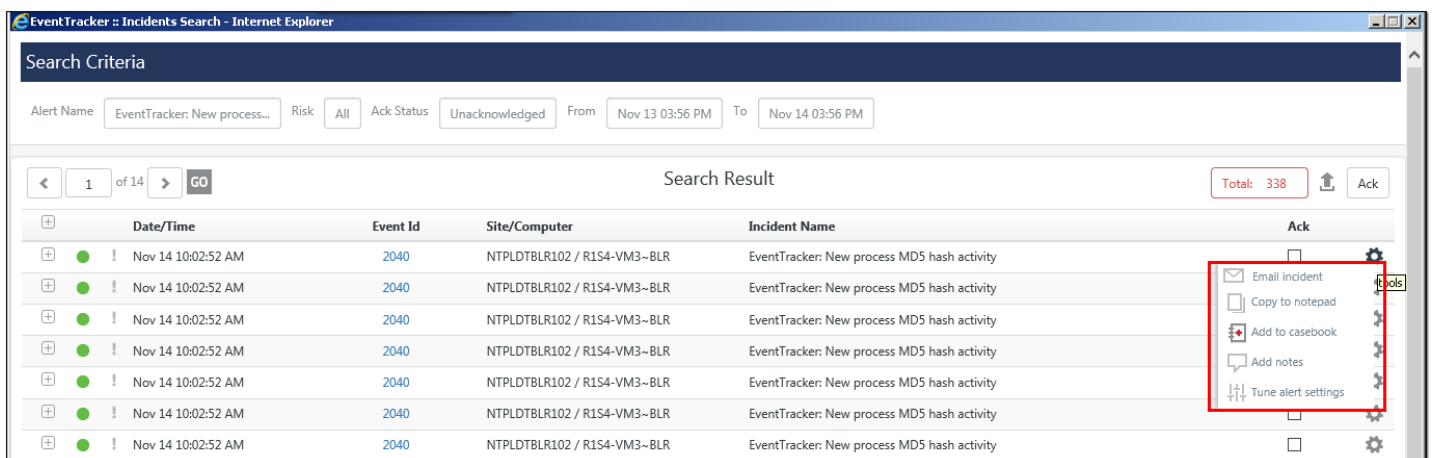 EventTracker :: Incidents Search - Internet Explorer
Search Criteria
Alert Name EventTracker: New process... Risk All Ack Status Unacknowledged From Nov 13 03:56 PM To Nov 14 03:56 PM
1 of 14 GO Search Result Total: 338 Ack
Date/Time Event Id Site/Computer Incident Name Ack
! Nov 14 10:02:52 AM 2040 NTPLDTBLR102 / R1S4-VM3~BLR EventTracker: New process MD5 hash activity
Email incident
tools
! Nov 14 10:02:52 AM 2040 NTPLDTBLR102 / R1S4-VM3~BLR EventTracker: New process MD5 hash activity
Copy to notepad
! Nov 14 10:02:52 AM 2040 NTPLDTBLR102 / R1S4-VM3~BLR EventTracker: New process MD5 hash activity
Add to casebook
! Nov 14 10:02:52 AM 2040 NTPLDTBLR102 / R1S4-VM3~BLR EventTracker: New process MD5 hash activity
Add notes
! Nov 14 10:02:52 AM 2040 NTPLDTBLR102 / R1S4-VM3~BLR EventTracker: New process MD5 hash activity
Tune alert settings
! Nov 14 10:02:52 AM 2040 NTPLDTBLR102 / R1S4-VM3~BLR EventTracker: New process MD5 hash activity
! Nov 14 10:02:52 AM 2040 NTPLDTBLR102 / R1S4-VM3~BLR EventTracker: New process MD5 hash activity